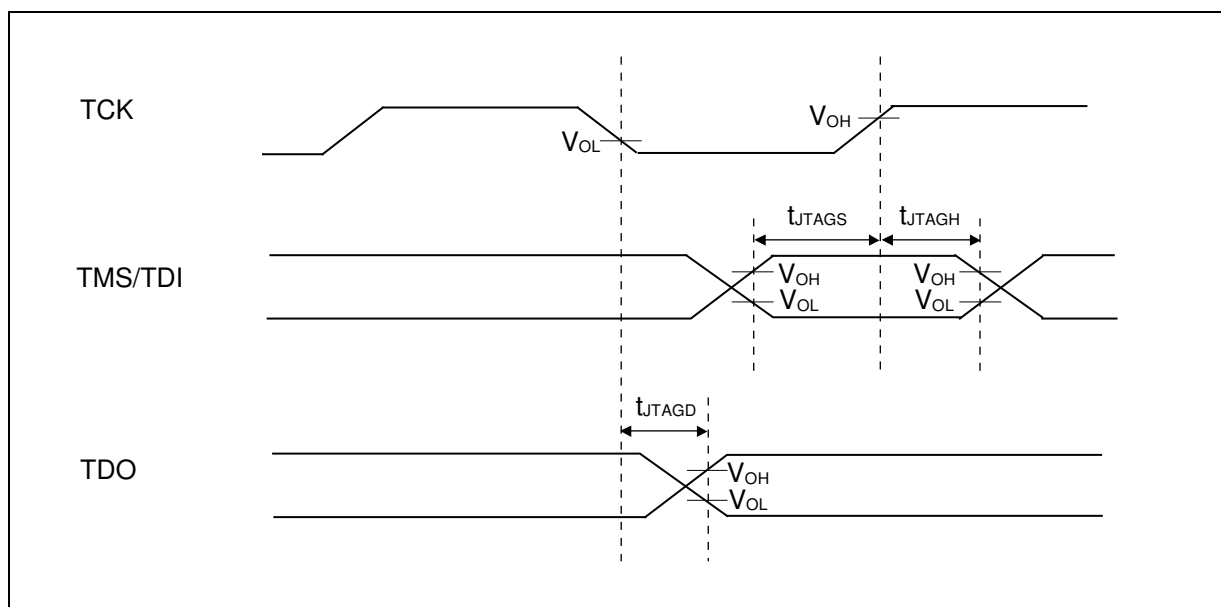 TCK
VOL
VOH
tJTAGS
tJTAGH
TMS/TDI
VOH
VOL
VOH
VOL
tJTAGD
TDO
VOH
VOL